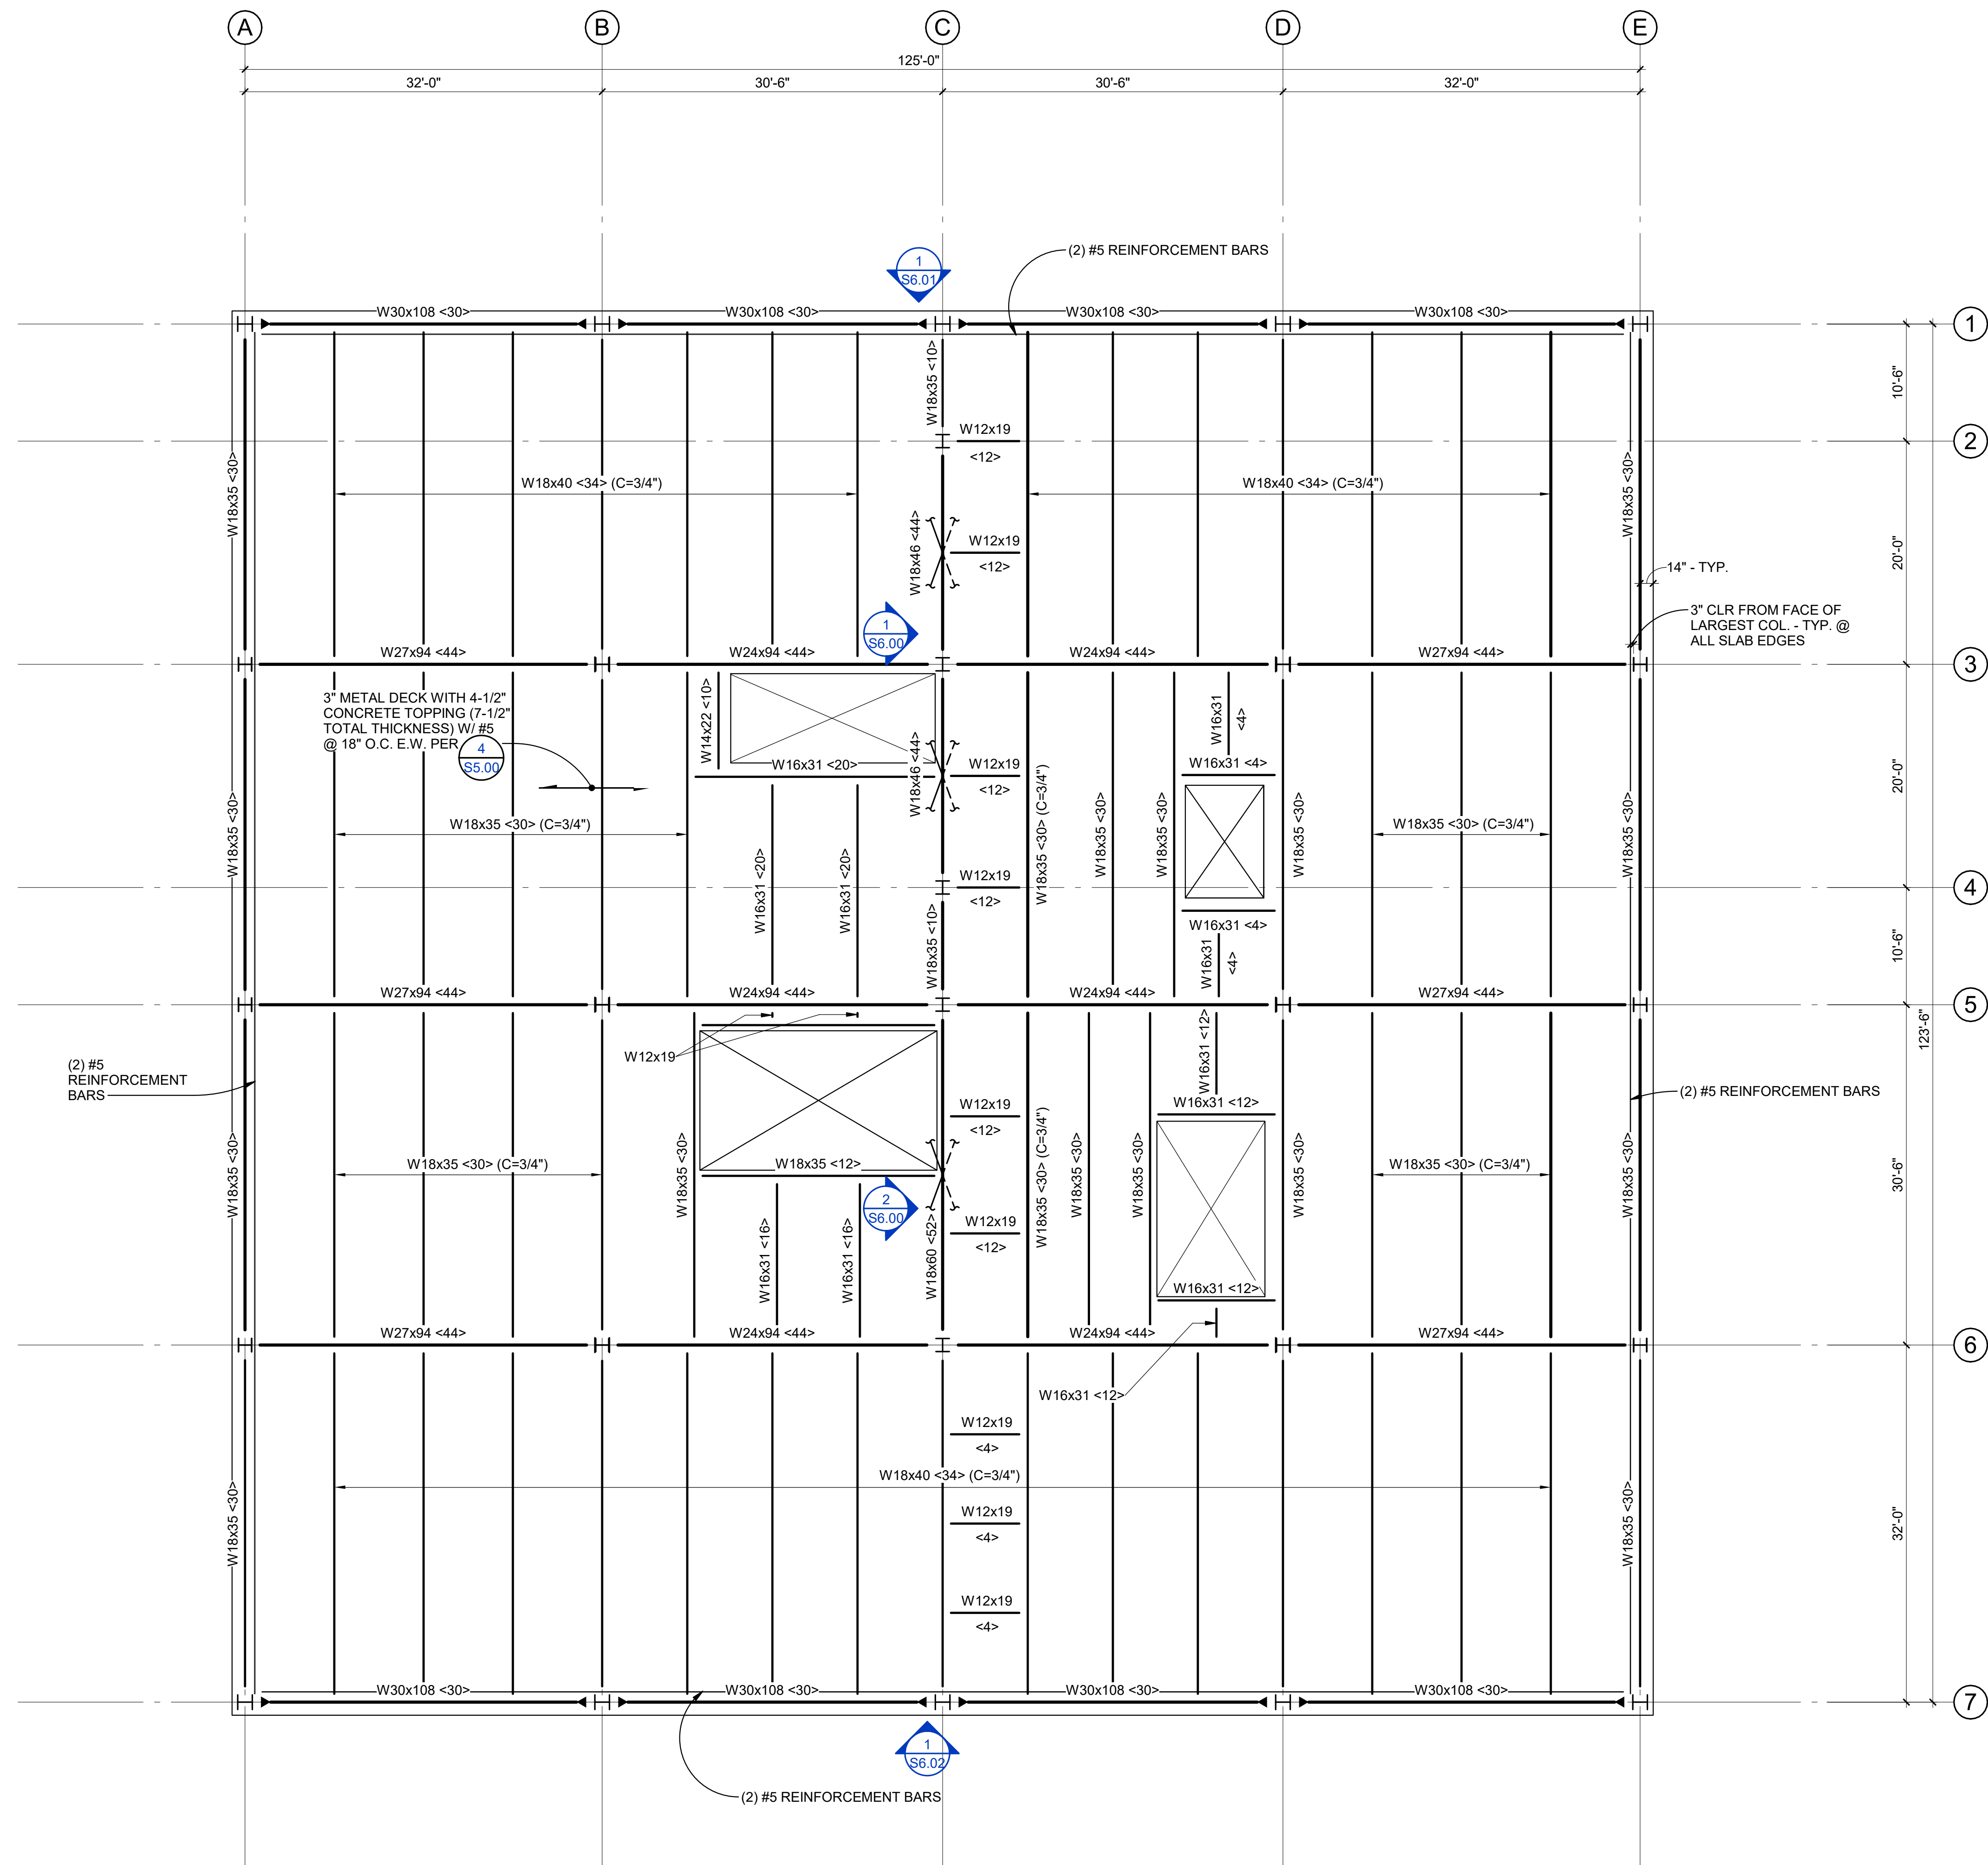 A B C D E
125'-0"
32'-0" 30'-6" 30'-6" 32'-0"
(2) #5 REINFORCEMENT BARS
1
S6.01
W30x108 <30> W30x108 <30> W30x108 <30> W30x108 <30>
1
W18x35 <10>
10'-6"
W12x19
<12>
2
W18x35 <30>
W18x35 <30>
W18x40 <34> (C=3/4")
W18x40 <34> (C=3/4")
W18x46 <44>
W12x19
<12>
20'-0"
14" - TYP.
3" CLR FROM FACE OF
LARGEST COL. - TYP. @
ALL SLAB EDGES
1
S6.00
W27x94 <44> W24x94 <44> W24x94 <44> W27x94 <44>
3
3" METAL DECK WITH 4-1/2"
CONCRETE TOPPING (7-1/2"
TOTAL THICKNESS) W/ #5
@ 18" O.C. E.W. PER
4
S5.00
W14x22 <10>
W16x31 <20>
W18x46 <44>
W12x19
<12>
W16x31
<4>
W16x31 <4>
20'-0"
W18x35 <30>
W18x35 <30> (C=3/4")
W18x35 <30> (C=3/4")
W18x35 <30>
W18x35 <30>
W18x35 <30>
W18x35 <30> (C=3/4")
W18x35 <30>
W16x31 <20>
W16x31 <20>
W12x19
<12>
4
W18x35 <10>
W16x31 <4>
W16x31
<4>
10'-6"
W27x94 <44> W24x94 <44> W24x94 <44> W27x94 <44>
5
123'-6"
W12x19
W16x31 <12>
(2) #5
REINFORCEMENT
BARS
(2) #5 REINFORCEMENT BARS
W12x19
<12>
W16x31 <12>
W18x35 <30>
W18x35 <30> (C=3/4")
W18x35 <30>
W18x35 <12>
W18x35 <30> (C=3/4")
W18x35 <30>
W18x35 <30>
W18x35 <30>
W18x35 <30> (C=3/4")
W18x35 <30>
30'-6"
2
S6.00
W16x31 <16>
W16x31 <16>
W18x60 <52>
W12x19
<12>
W16x31 <12>
W27x94 <44> W24x94 <44> W24x94 <44> W27x94 <44>
6
W16x31 <12>
W12x19
<4>
W18x40 <34> (C=3/4")
W18x35 <30>
W12x19
<4>
W18x35 <30>
32'-0"
W12x19
<4>
W30x108 <30> W30x108 <30> W30x108 <30> W30x108 <30>
7
1
S6.02
(2) #5 REINFORCEMENT BARS